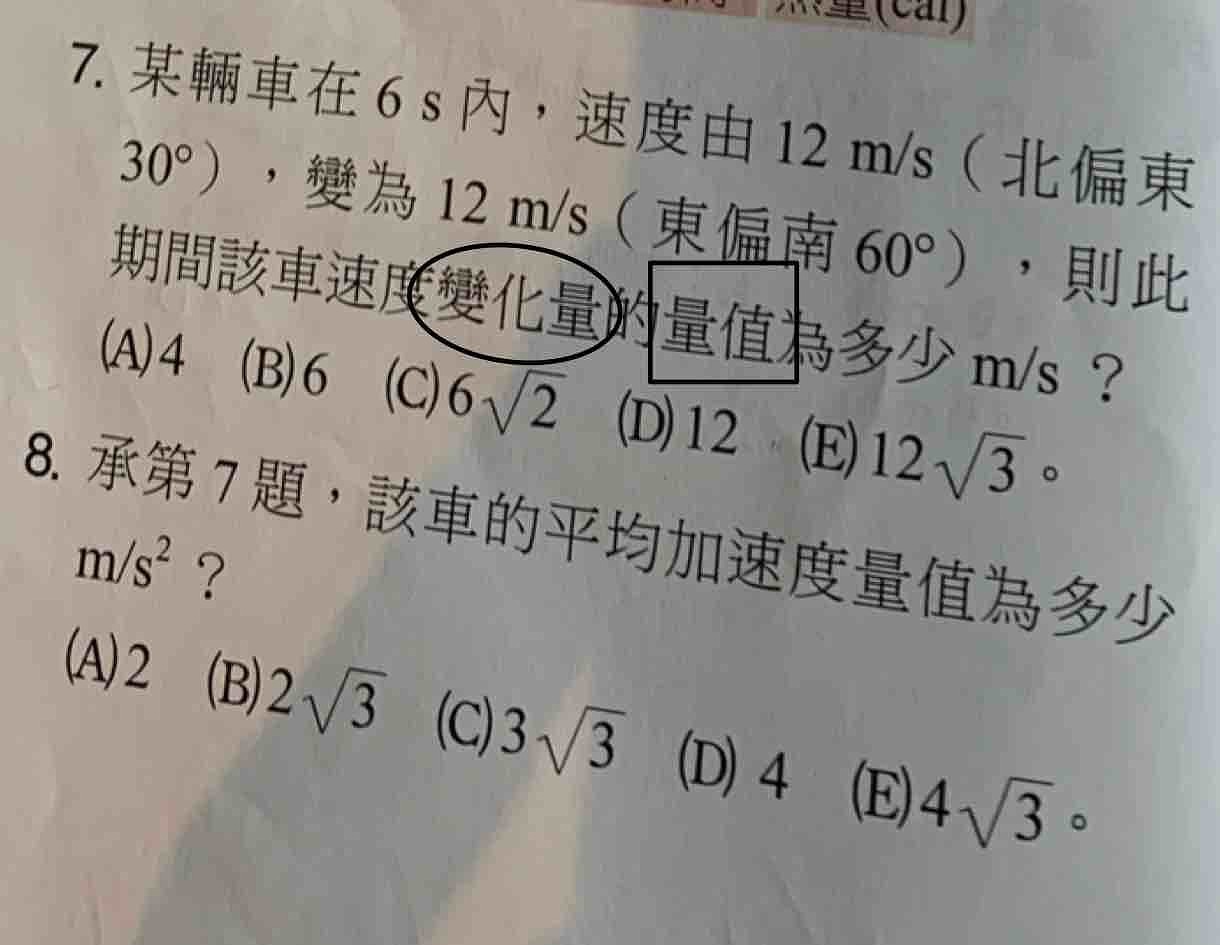 量(cal)
7. 某輛車在 6 s 內，速度由 12 m/s（北偏東
30°），變為 12 m/s（東偏南 60°），則此
期間該車速度變化量的量值為多少 m/s ？
(A)4 (B)6 (C)6√2 (D)12 (E)12√3。
8. 承第 7 題，該車的平均加速度量值為多少
m/s² ？
(A)2 (B)2√3 (C)3√3 (D) 4 (E)4√3。